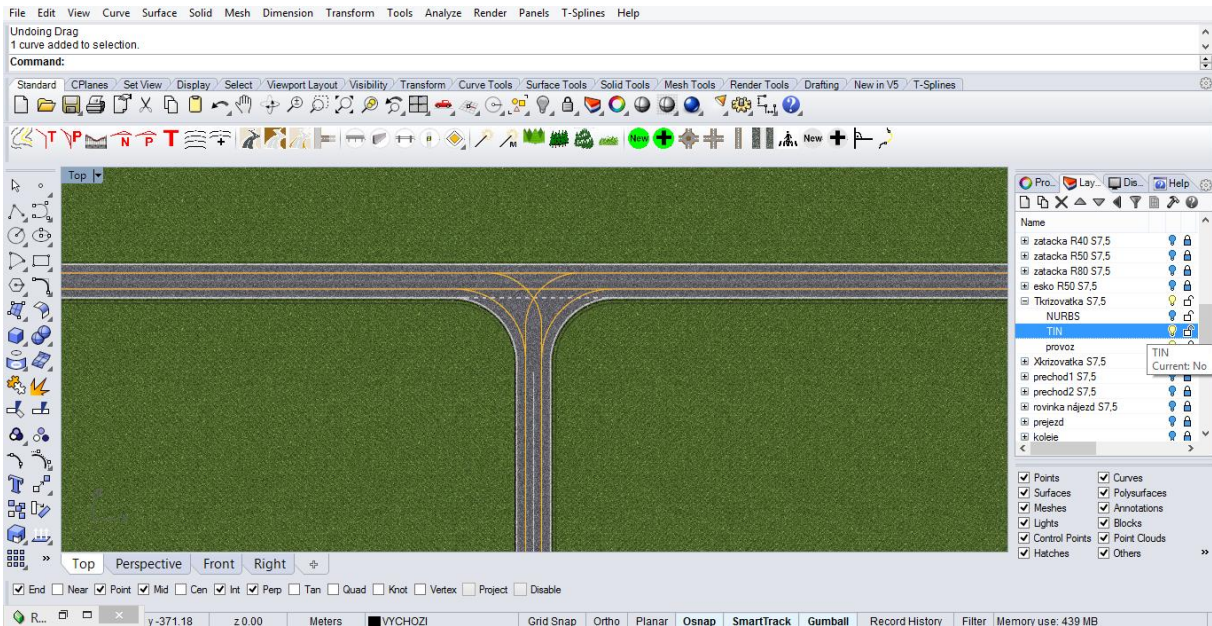 File Edit View Curve Surface Solid Mesh Dimension Transform Tools Analyze Render Panels T-Splines Help
Undoing Drag
1 curve added to selection.
Command:
Standard CPlanes Set View Display Select Viewport Layout Visibility Transform Curve Tools Surface Tools Solid Tools Mesh Tools Render Tools Drafting New in V5 T-Splines
T P N P T M New New
Top
Pro... Lay... Dis... Help
Name
zatacka R40 S7,5
zatacka R50 S7,5
zatacka R80 S7,5
esko R50 S7,5
Tkrizovatka S7,5
NURBS
TIN
provoz
TIN
Current: No
Xkrizovatka S7,5
prechod1 S7,5
prechod2 S7,5
rovinka nájezd S7,5
prejezd
koleje
Points Curves
Surfaces Polysurfaces
Meshes Annotations
Lights Blocks
Control Points Point Clouds
Hatches Others
Top Perspective Front Right
End Near Point Mid Cen Int Perp Tan Quad Knot Vertex Project Disable
R... y -371.18 z 0.00 Meters VYCHOZI Grid Snap Ortho Planar Osnap SmartTrack Gumball Record History Filter Memory use: 439 MB